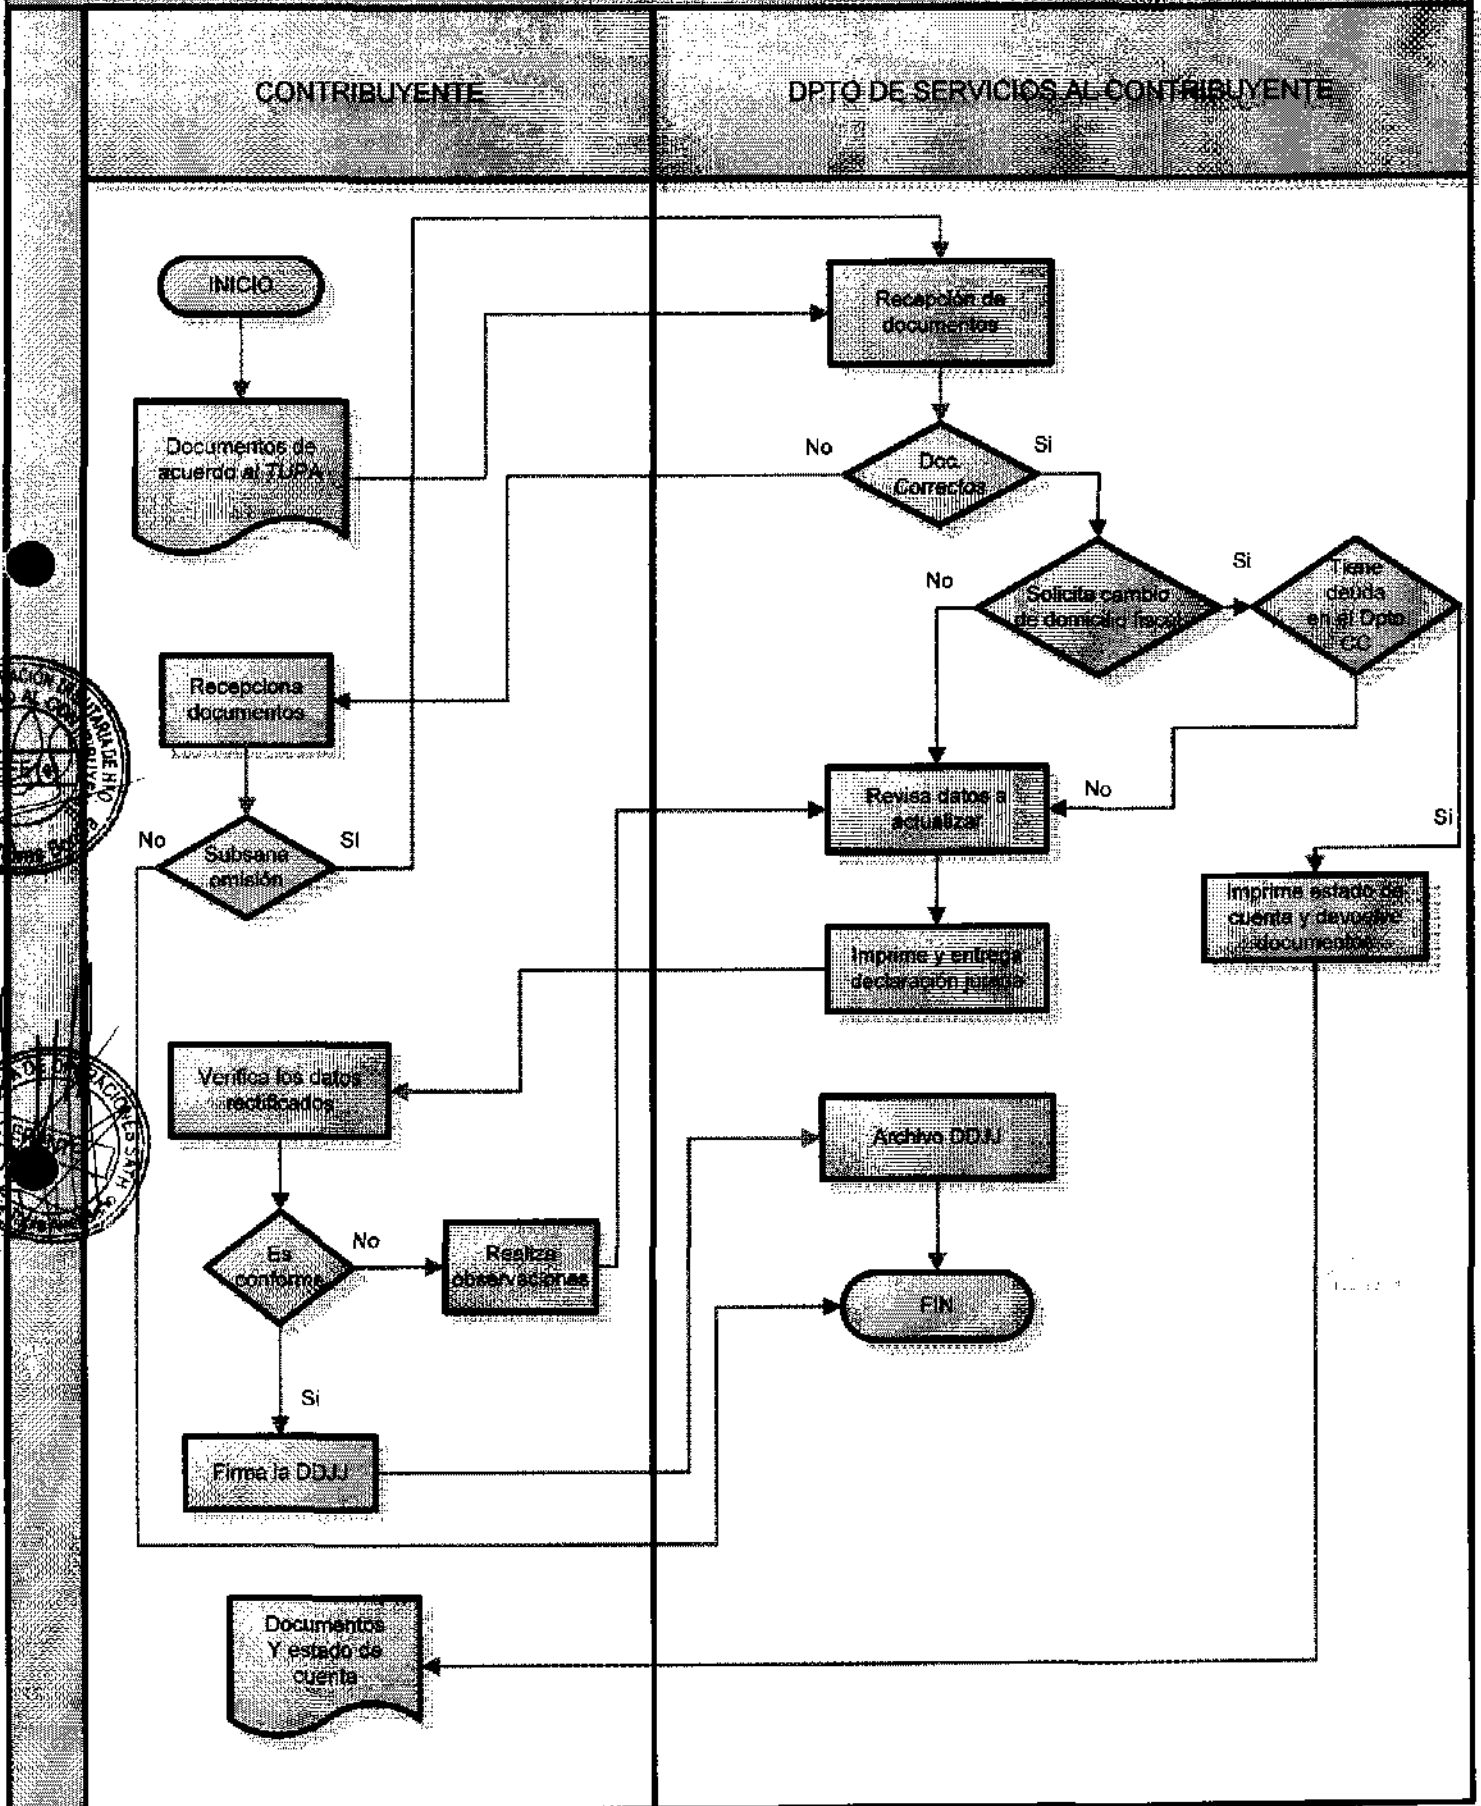 CONTRIBUYENTE
DPTO DE SERVICIOS AL CONTRIBUYENTE
INICIO
Recepción de
documentos
Documentos de
acuerdo al TUPA
No
Si
Doc.
Correctos
No
Si
Solicita cambio
de domicilio fiscal
Tiene
deuda
en el Dpto
CC
Recepciona
documentos
Revisa datos a
actualizar
No
Si
No
SI
Subsana
omisión
Imprime estado de
cuenta y devuelve
documentos
Imprime y entrega
declaración jurada
Verifica los datos
rectificados
Archivo DDJJ
Es
conforme
No
Realiza
observaciones
FIN
Si
Firma la DDJJ
Documentos
Y estado de
cuenta